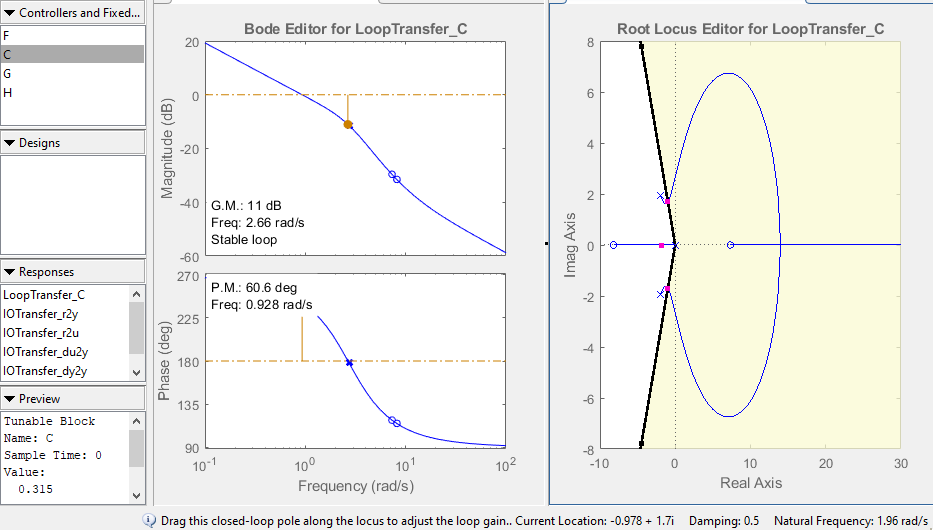 Controllers and Fixed...
F
C
G
H
Designs
Responses
LoopTransfer_C
IOTransfer_r2y
IOTransfer_r2u
IOTransfer_du2y
IOTransfer_dy2y
Preview
Tunable Block
Name: C
Sample Time: 0
Value:
0.315
Bode Editor for LoopTransfer_C
Magnitude (dB)
20
0
-20
-40
-60
G.M.: 11 dB
Freq: 2.66 rad/s
Stable loop
Phase (deg)
270
225
180
135
90
P.M.: 60.6 deg
Freq: 0.928 rad/s
10^-1 10^0 10^1 10^2
Frequency (rad/s)
Root Locus Editor for LoopTransfer_C
Imag Axis
8
6
4
2
0
-2
-4
-6
-8
-10 0 10 20 30
Real Axis
Drag this closed-loop pole along the locus to adjust the loop gain.. Current Location: -0.978 + 1.7i Damping: 0.5 Natural Frequency: 1.96 rad/s